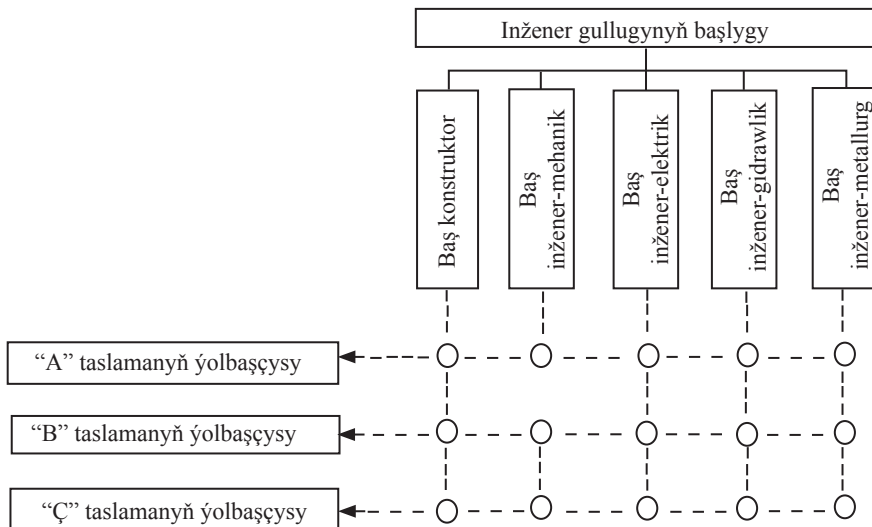 Inžener gullugynyň başlygy
Baş konstruktor
Baş
inžener-mehanik
Baş
inžener-elektrik
Baş
inžener-gidrawlik
Baş
inžener-metallurg
“A” taslamanyň ýolbaşçysy
“B” taslamanyň ýolbaşçysy
“Ç” taslamanyň ýolbaşçysy